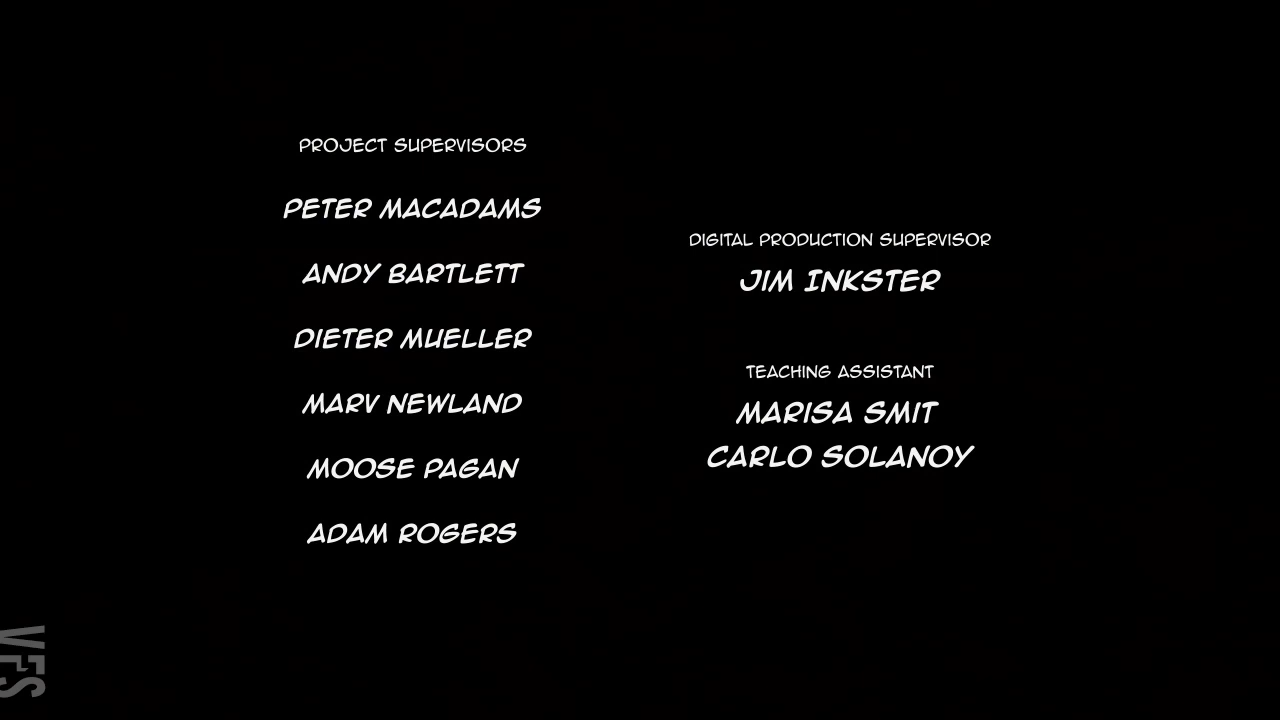 PROJECT SUPERVISORS
PETER MACADAMS
ANDY BARTLETT
DIETER MUELLER
MARV NEWLAND
MOOSE PAGAN
ADAM ROGERS
DIGITAL PRODUCTION SUPERVISOR
JIM INKSTER
TEACHING ASSISTANT
MARISA SMIT
CARLO SOLANOY
VFS